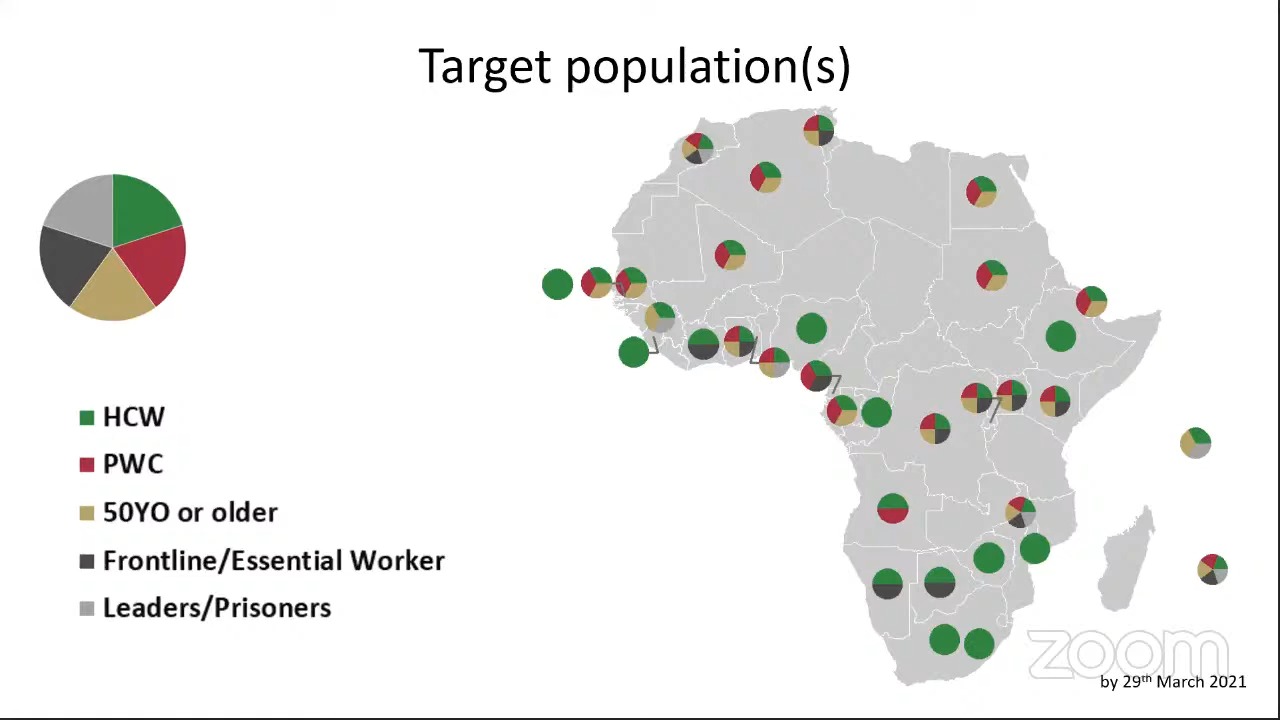 Target population(s)
HCW
PWC
50YO or older
Frontline/Essential Worker
Leaders/Prisoners
zoom
by 29th March 2021